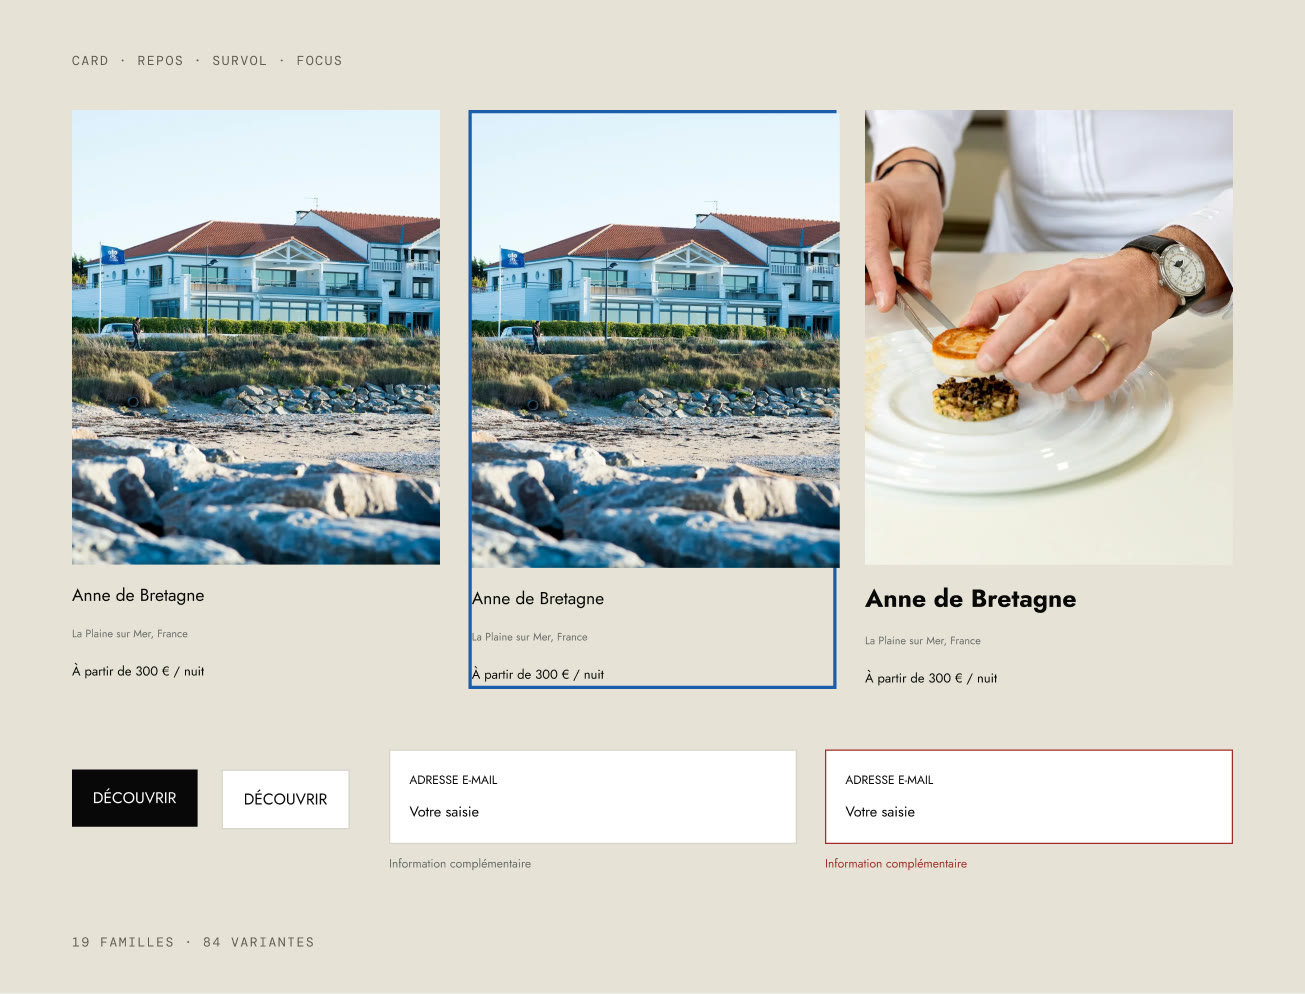 CARD · REPOS · SURVOL · FOCUS
Anne de Bretagne
La Plaine sur Mer, France
À partir de 300 € / nuit
Anne de Bretagne
La Plaine sur Mer, France
À partir de 300 € / nuit
Anne de Bretagne
La Plaine sur Mer, France
À partir de 300 € / nuit
DÉCOUVRIR
DÉCOUVRIR
ADRESSE E-MAIL
Votre saisie
Information complémentaire
ADRESSE E-MAIL
Votre saisie
Information complémentaire
19 FAMILLES · 84 VARIANTES